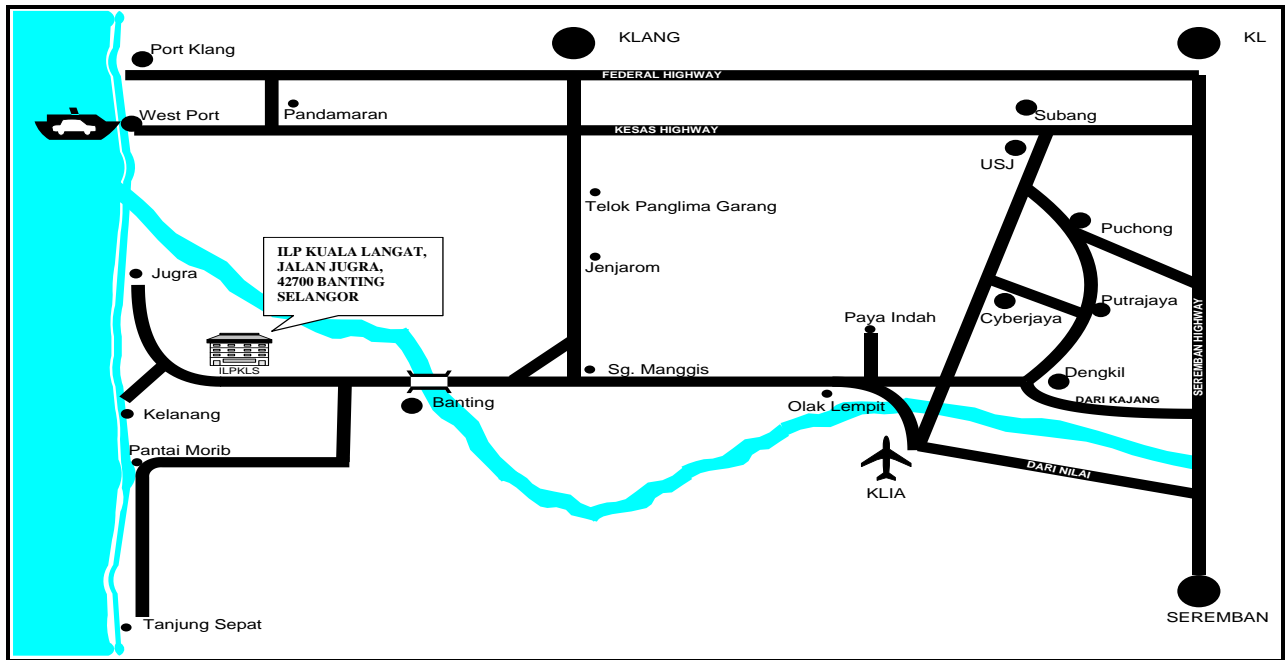 KLANG
KL
Port Klang
FEDERAL HIGHWAY
West Port
Pandamaran
KESAS HIGHWAY
Subang
USJ
Telok Panglima Garang
Puchong
ILP KUALA LANGAT,
JALAN JUGRA,
42700 BANTING
SELANGOR
Jugra
Jenjarom
Putrajaya
Cyberjaya
Paya Indah
SEREMBAN HIGHWAY
ILPKLS
Sg. Manggis
Dengkil
Banting
Olak Lempit
DARI KAJANG
Kelanang
Pantai Morib
DARI NILAI
KLIA
Tanjung Sepat
SEREMBAN